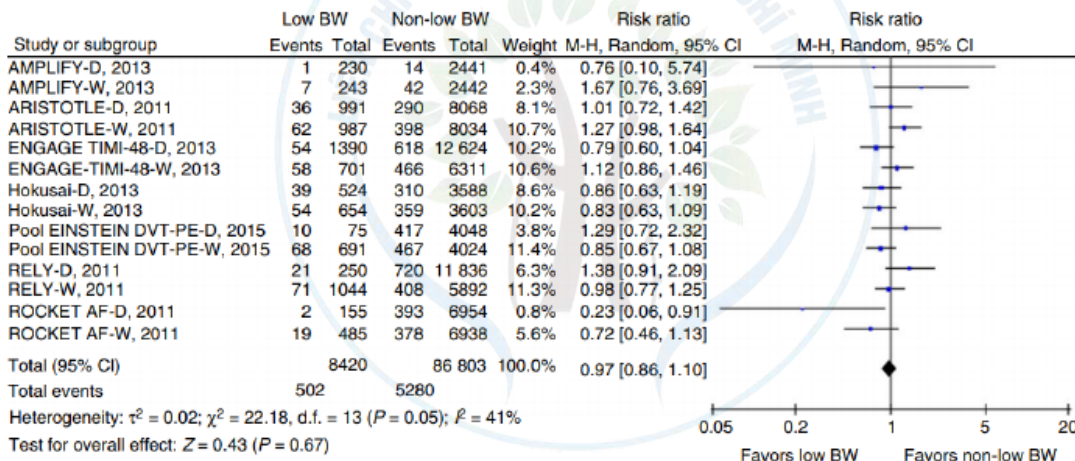 Low BW Non-low BW Risk ratio Risk ratio
Study or subgroup Events Total Events Total Weight M-H, Random, 95% CI M-H, Random, 95% CI
AMPLIFY-D, 2013 1 230 14 2441 0.4% 0.76 [0.10, 5.74]
AMPLIFY-W, 2013 7 243 42 2442 2.3% 1.67 [0.76, 3.69]
ARISTOTLE-D, 2011 36 991 290 8068 8.1% 1.01 [0.72, 1.42]
ARISTOTLE-W, 2011 62 987 398 8034 10.7% 1.27 [0.98, 1.64]
ENGAGE TIMI-48-D, 2013 54 1390 618 12 624 10.2% 0.79 [0.60, 1.04]
ENGAGE-TIMI-48-W, 2013 58 701 466 6311 10.6% 1.12 [0.86, 1.46]
Hokusai-D, 2013 39 524 310 3588 8.6% 0.86 [0.63, 1.19]
Hokusai-W, 2013 54 654 359 3603 10.2% 0.83 [0.63, 1.09]
Pool EINSTEIN DVT-PE-D, 2015 10 75 417 4048 3.8% 1.29 [0.72, 2.32]
Pool EINSTEIN DVT-PE-W, 2015 68 691 467 4024 11.4% 0.85 [0.67, 1.08]
RELY-D, 2011 21 250 720 11 836 6.3% 1.38 [0.91, 2.09]
RELY-W, 2011 71 1044 408 5892 11.3% 0.98 [0.77, 1.25]
ROCKET AF-D, 2011 2 155 393 6954 0.8% 0.23 [0.06, 0.91]
ROCKET AF-W, 2011 19 485 378 6938 5.6% 0.72 [0.46, 1.13]
Total (95% CI) 8420 86 803 100.0% 0.97 [0.86, 1.10]
Total events 502 5280
Heterogeneity: τ² = 0.02; χ² = 22.18, d.f. = 13 (P = 0.05); I² = 41%
Test for overall effect: Z = 0.43 (P = 0.67)
0.05 0.2 1 5 20
Favors low BW Favors non-low BW